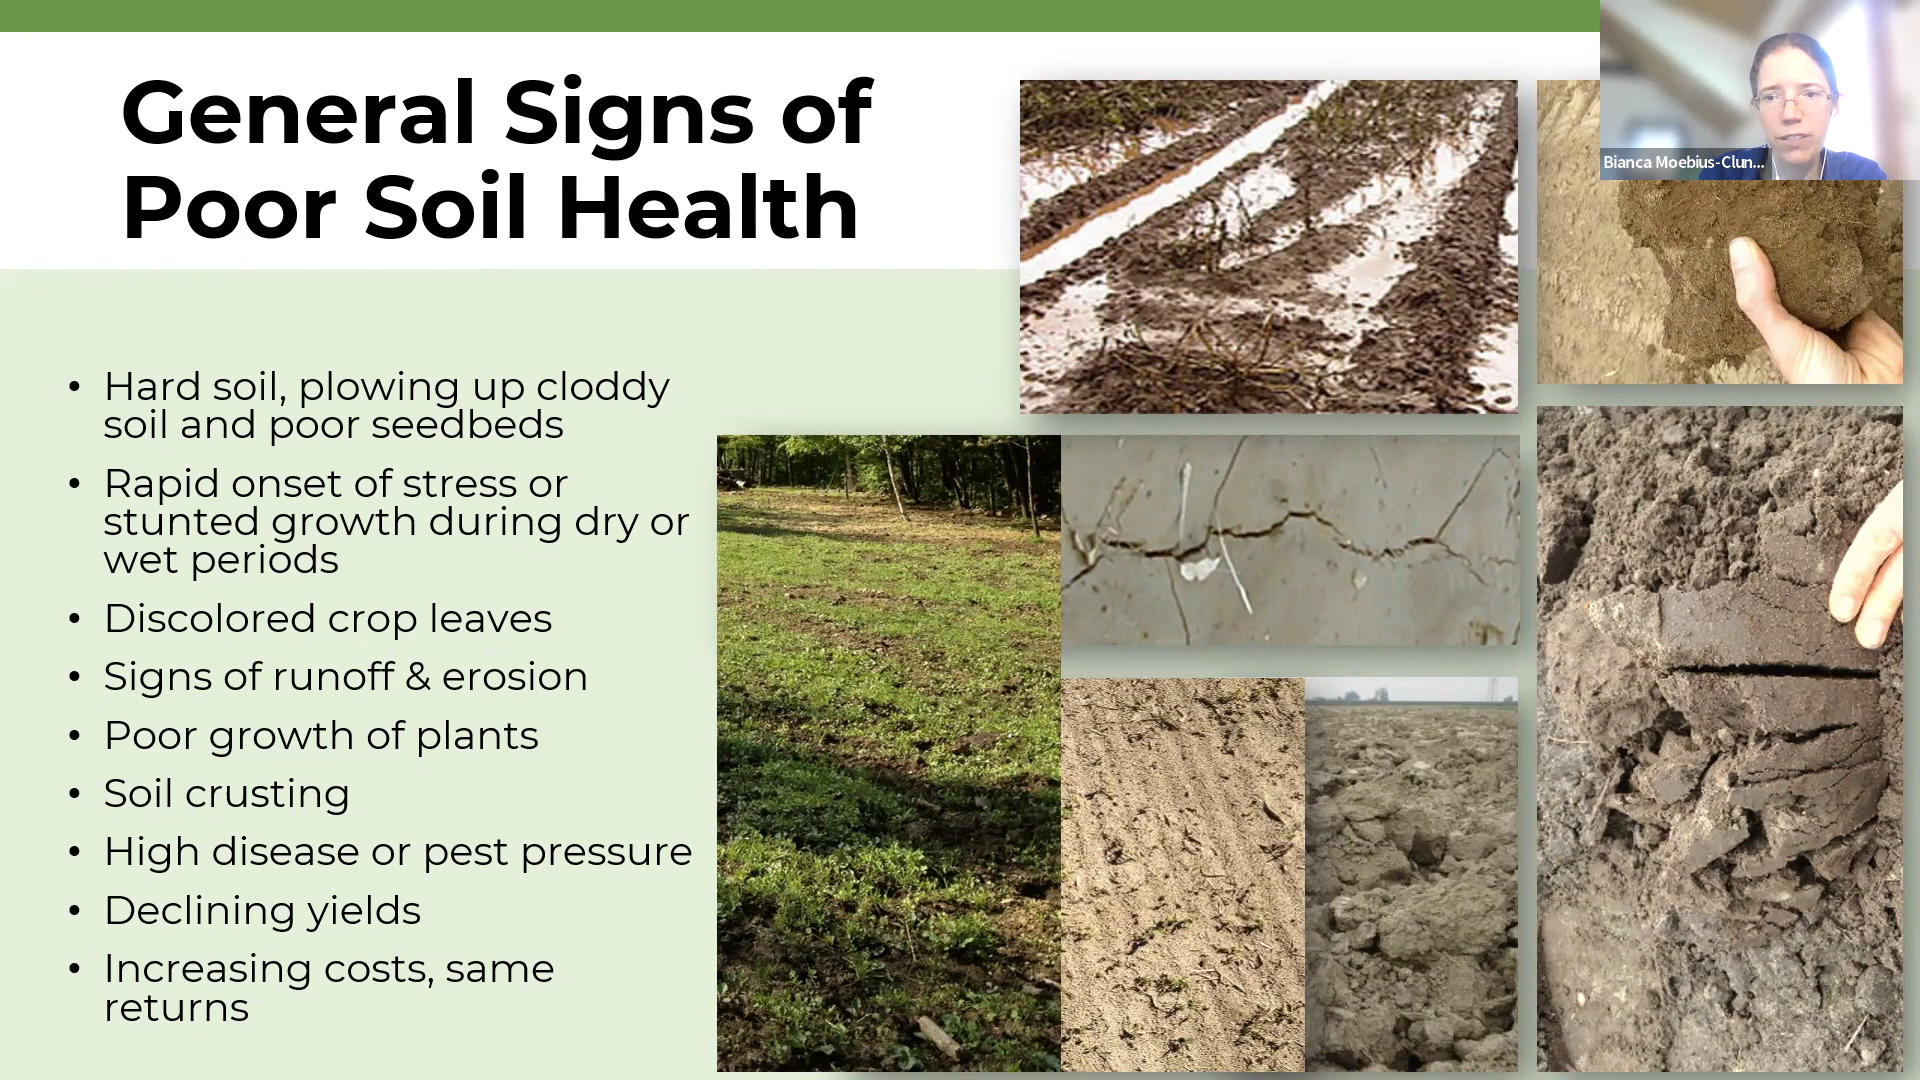 General Signs of
Poor Soil Health
Bianca Moebius-Clun...
• Hard soil, plowing up cloddy
soil and poor seedbeds
• Rapid onset of stress or
stunted growth during dry or
wet periods
• Discolored crop leaves
• Signs of runoff & erosion
• Poor growth of plants
• Soil crusting
• High disease or pest pressure
• Declining yields
• Increasing costs, same
returns